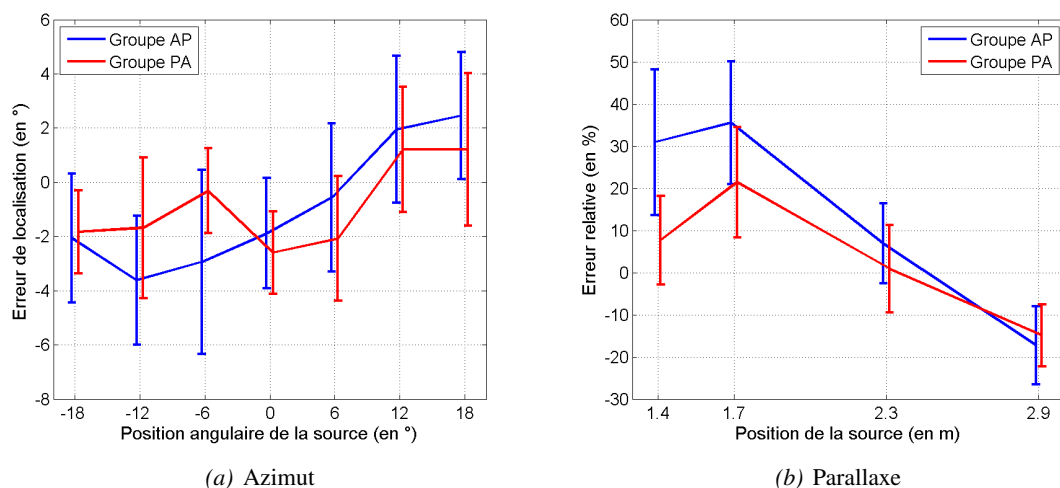 Groupe AP
Groupe PA
Erreur de localisation (en °)
6
4
2
0
-2
-4
-6
-8
-18 -12 -6 0 6 12 18
Position angulaire de la source (en °)
(a) Azimut
Groupe AP
Groupe PA
Erreur relative (en %)
60
50
40
30
20
10
0
-10
-20
-30
1.4 1.7 2.3 2.9
Position de la source (en m)
(b) Parallaxe